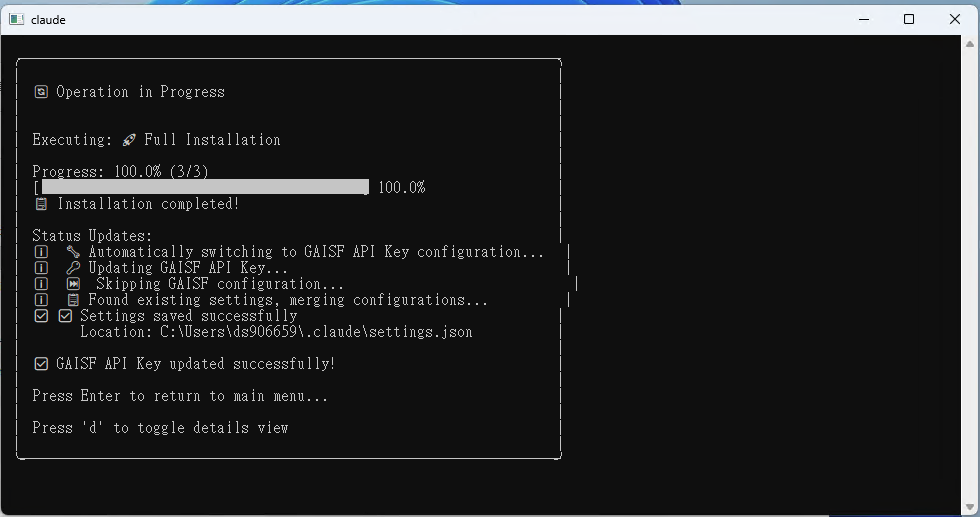 claude
🔄 Operation in Progress
Executing: 🚀 Full Installation
Progress: 100.0% (3/3)
[ ] 100.0%
📋 Installation completed!
Status Updates:
ℹ️ 🔧 Automatically switching to GAISF API Key configuration...
ℹ️ 🔑 Updating GAISF API Key...
ℹ️ ⏭️ Skipping GAISF configuration...
ℹ️ 📋 Found existing settings, merging configurations...
✅ ✅ Settings saved successfully
Location: C:\Users\ds906659\.claude\settings.json
✅ GAISF API Key updated successfully!
Press Enter to return to main menu...
Press 'd' to toggle details view